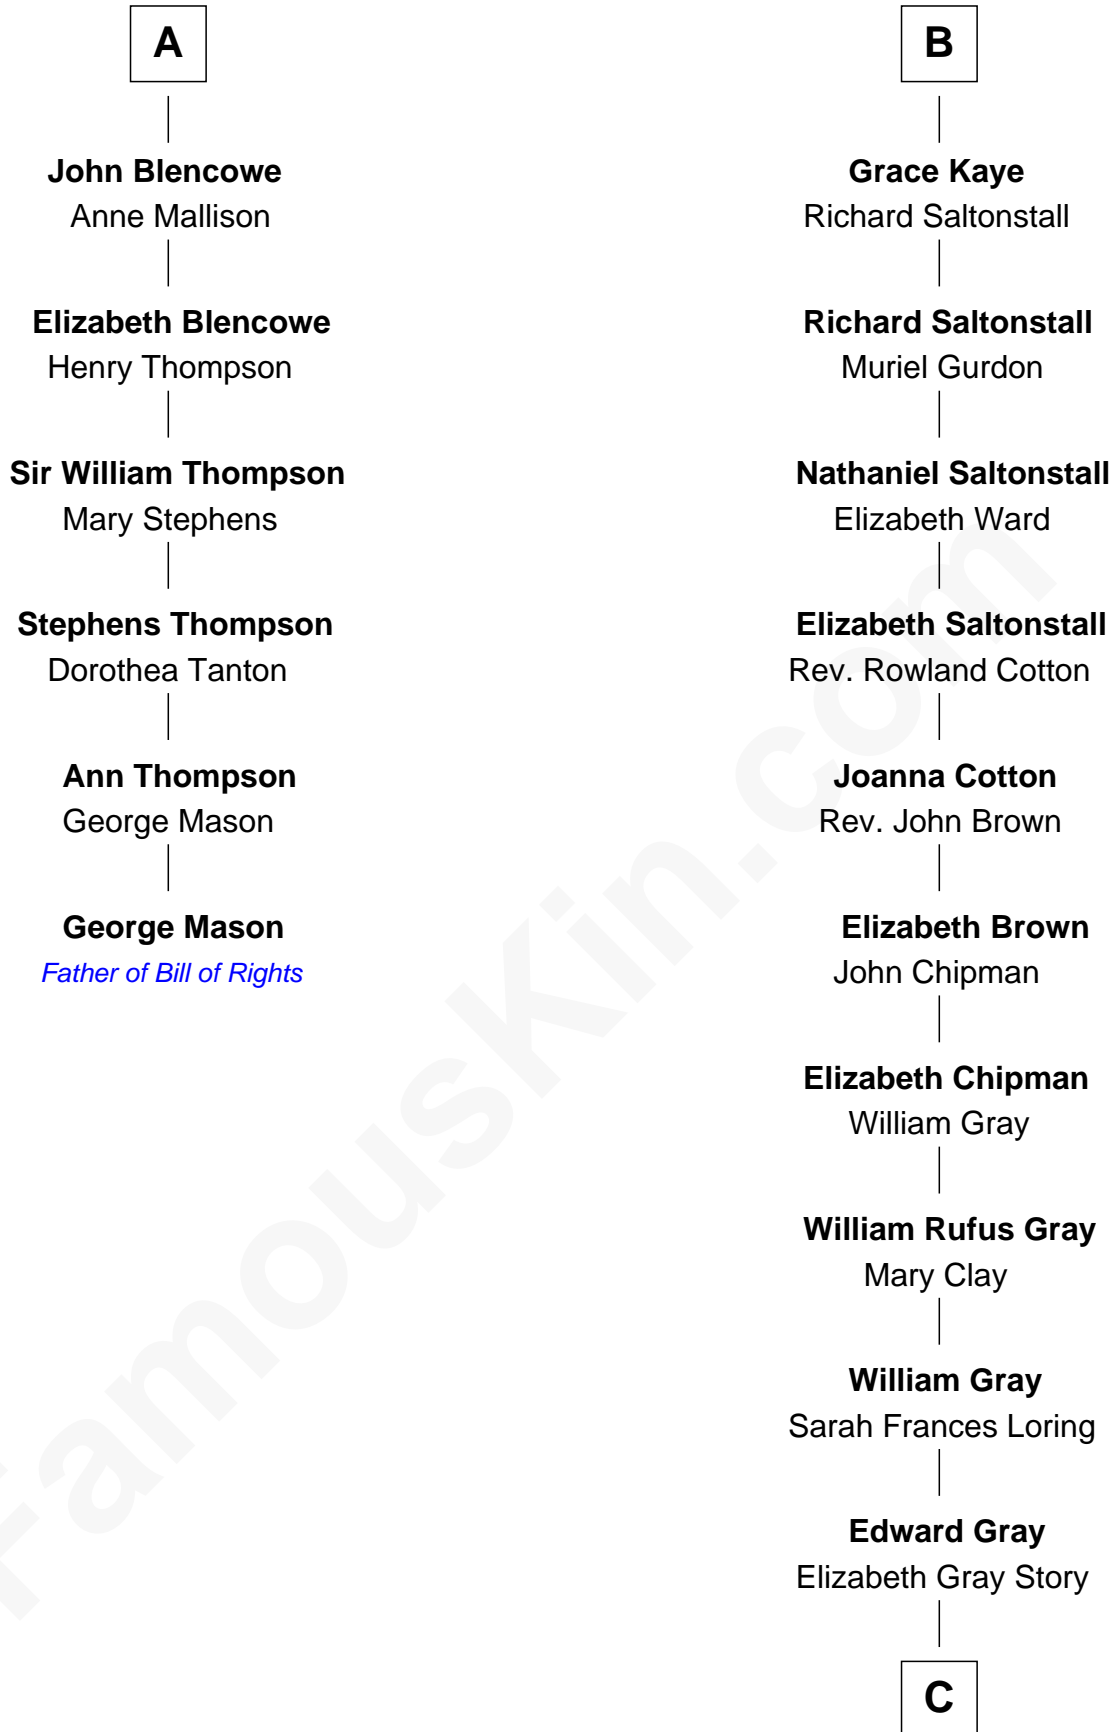 A
John Blencowe
Anne Mallison
Elizabeth Blencowe
Henry Thompson
Sir William Thompson
Mary Stephens
Stephens Thompson
Dorothea Tanton
Ann Thompson
George Mason
George Mason
Father of Bill of Rights
B
Grace Kaye
Richard Saltonstall
Richard Saltonstall
Muriel Gurdon
Nathaniel Saltonstall
Elizabeth Ward
Elizabeth Saltonstall
Rev. Rowland Cotton
Joanna Cotton
Rev. John Brown
Elizabeth Brown
John Chipman
Elizabeth Chipman
William Gray
William Rufus Gray
Mary Clay
William Gray
Sarah Frances Loring
Edward Gray
Elizabeth Gray Story
C
FamousKin.com